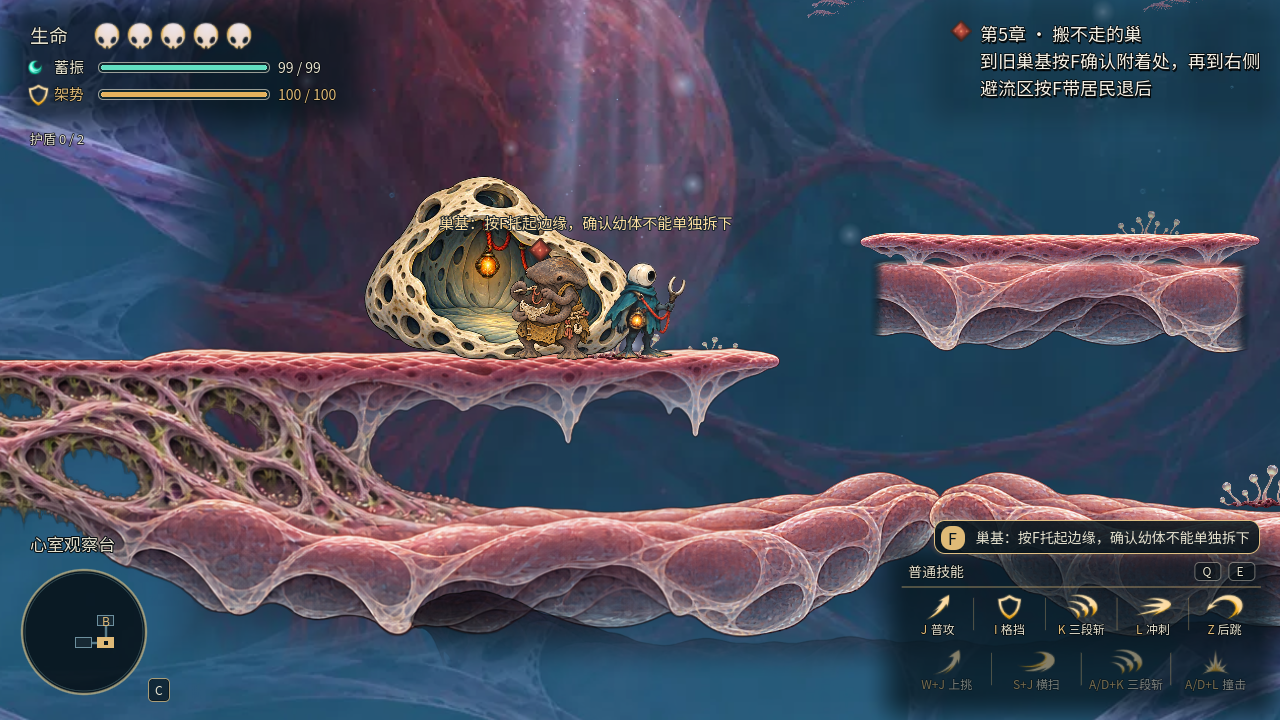 生命
蓄振 99 / 99
架势 100 / 100
护盾 0 / 2
第5章 · 搬不走的巢
到旧巢基按F确认附着处，再到右侧
避流区按F带居民退后
巢基：按F托起边缘，确认幼体不能单独拆下
心室观察台
B
C
F 巢基：按F托起边缘，确认幼体不能单独拆下
普通技能 Q E
J 普攻 I 格挡 K 三段斩 L 冲刺 Z 后跳
W+J 上挑 S+J 横扫 A/D+K 三段斩 A/D+L 撞击